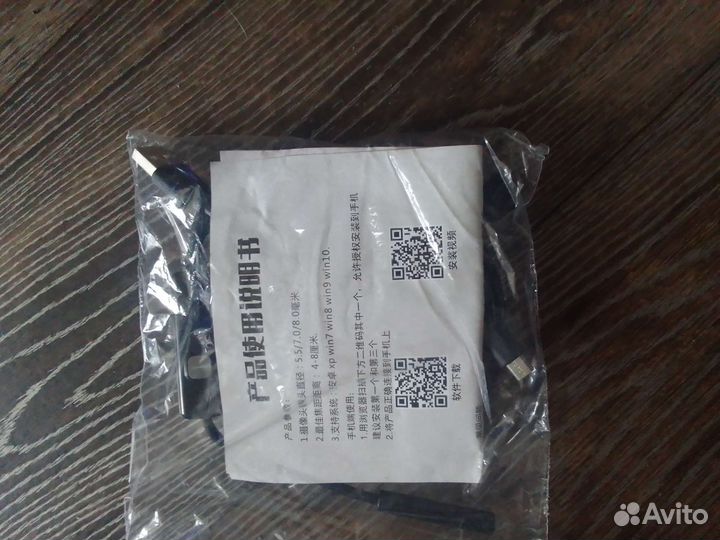 产品使用说明书
产品参数：
1.摄像头镜头直径：5.5/7.0/8.0毫米
2.最佳焦距距离：4-8厘米
3.支持系统：安卓 xp win7 win8 win9 win10.
手机端使用：
1.用浏览器扫描下方二维码其中一个，允许授权安装到手机
建议安装第一个和第三个
2.将产品正确连接到手机上
软件下载
安装视频
Avito